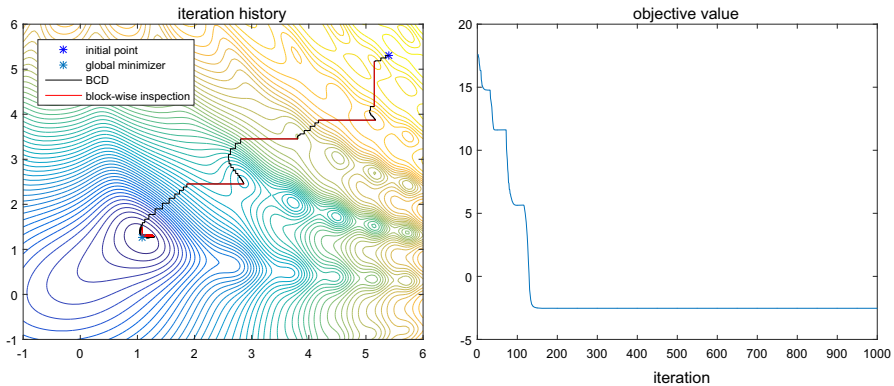 iteration history
6
5
4
3
2
1
0
-1
initial point
global minimizer
BCD
block-wise inspection
-1 0 1 2 3 4 5 6
objective value
20
15
10
5
0
-5
0 100 200 300 400 500 600 700 800 900 1000
iteration